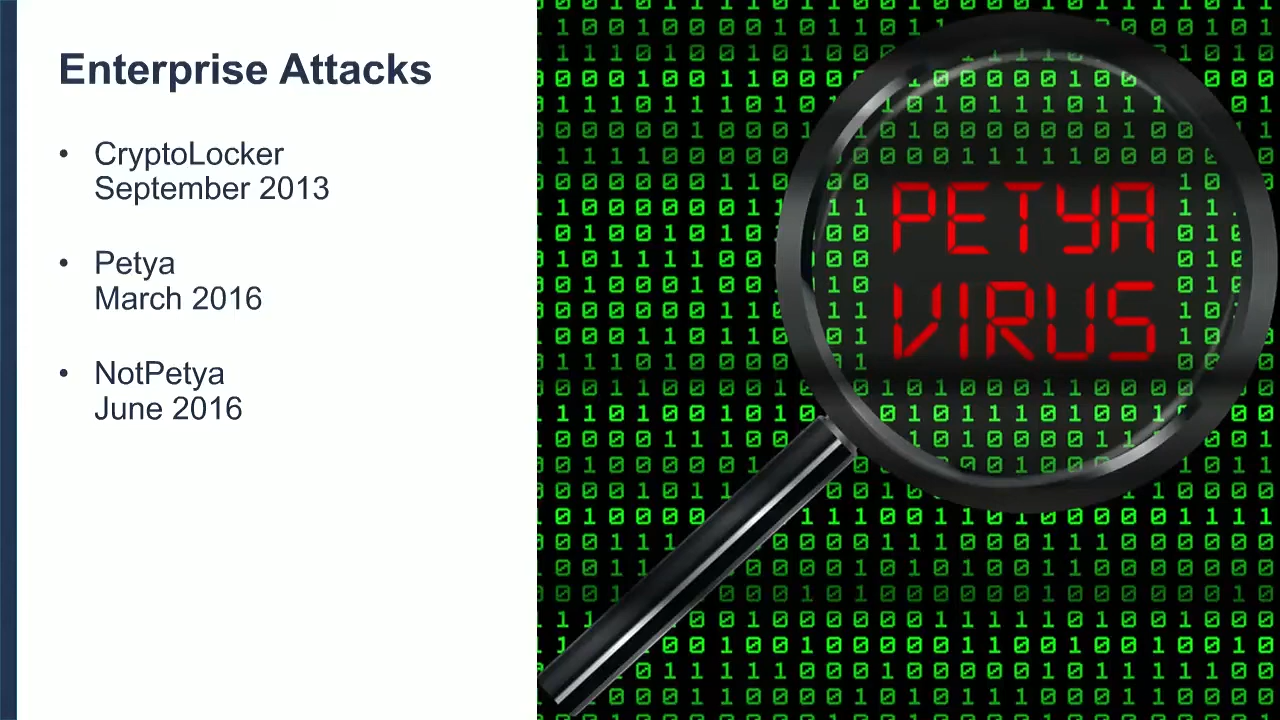 Enterprise Attacks
• CryptoLocker
September 2013
• Petya
March 2016
• NotPetya
June 2016
PETYA
VIRUS